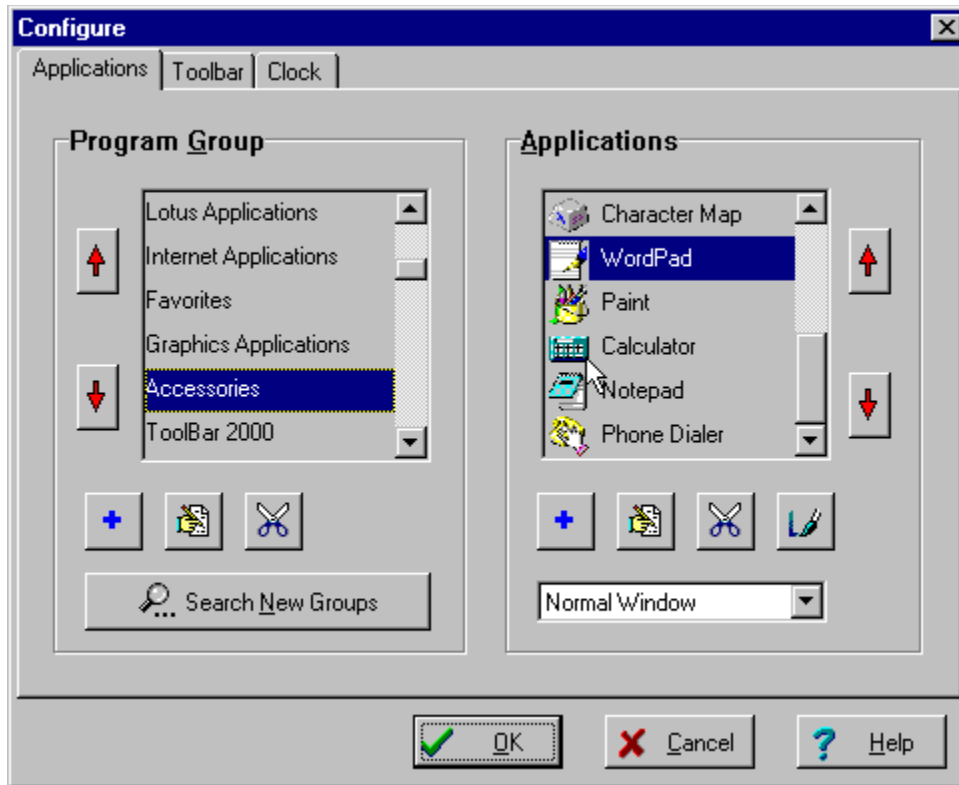 Configure
Applications Toolbar Clock
Program Group
Lotus Applications
Internet Applications
Favorites
Graphics Applications
Accessories
ToolBar 2000
Search New Groups
Applications
Character Map
WordPad
Paint
Calculator
Notepad
Phone Dialer
Normal Window
OK Cancel Help